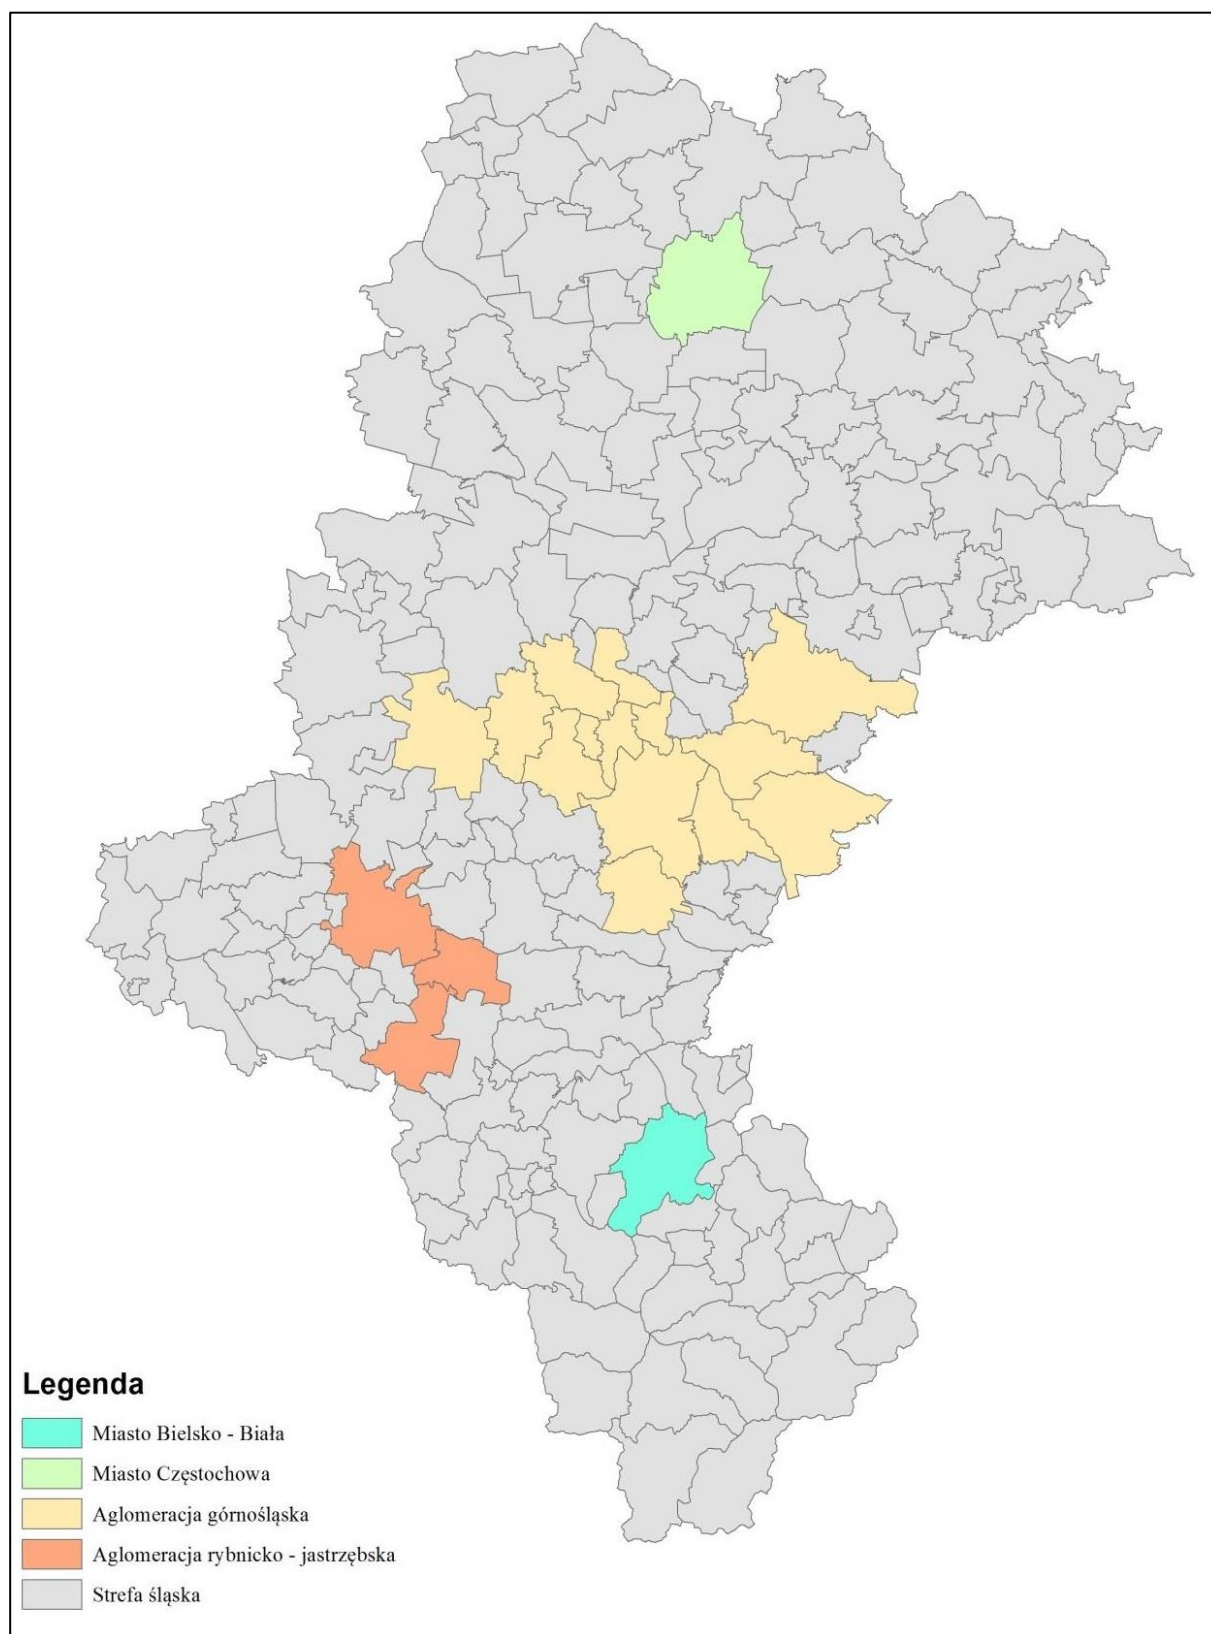 Legenda
Miasto Bielsko - Biała
Miasto Częstochowa
Aglomeracja górnośląska
Aglomeracja rybnicko - jastrzębska
Strefa śląska